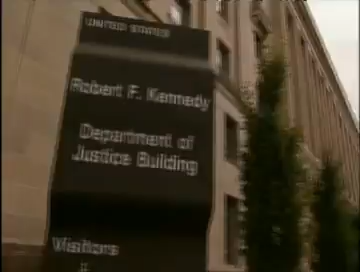 UNITED STATES
Robert F. Kennedy
Department of
Justice Building
Visitors